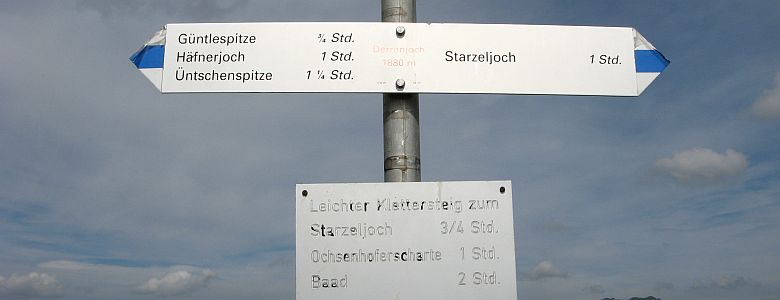 Güntlespitze ¾ Std.
Häfnerjoch 1 Std.
Üntschenspitze 1 ¼ Std.
Derrenjoch
1880 m
Starzeljoch 1 Std.
Leichter Klettersteig zum
Starzeljoch 3/4 Std.
Ochsenhoferscharte 1 Std.
Baad 2 Std.